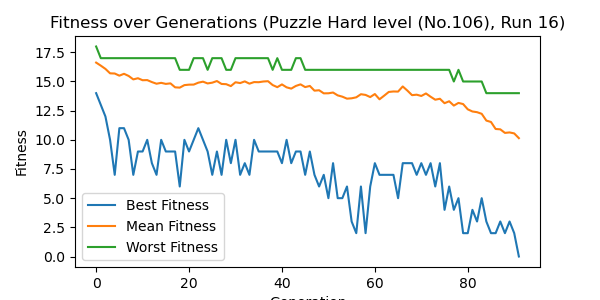 Fitness over Generations (Puzzle Hard level (No.106), Run 16)
17.5
15.0
12.5
10.0
7.5
5.0
2.5
0.0
Fitness
Best Fitness
Mean Fitness
Worst Fitness
0 20 40 60 80
Generation